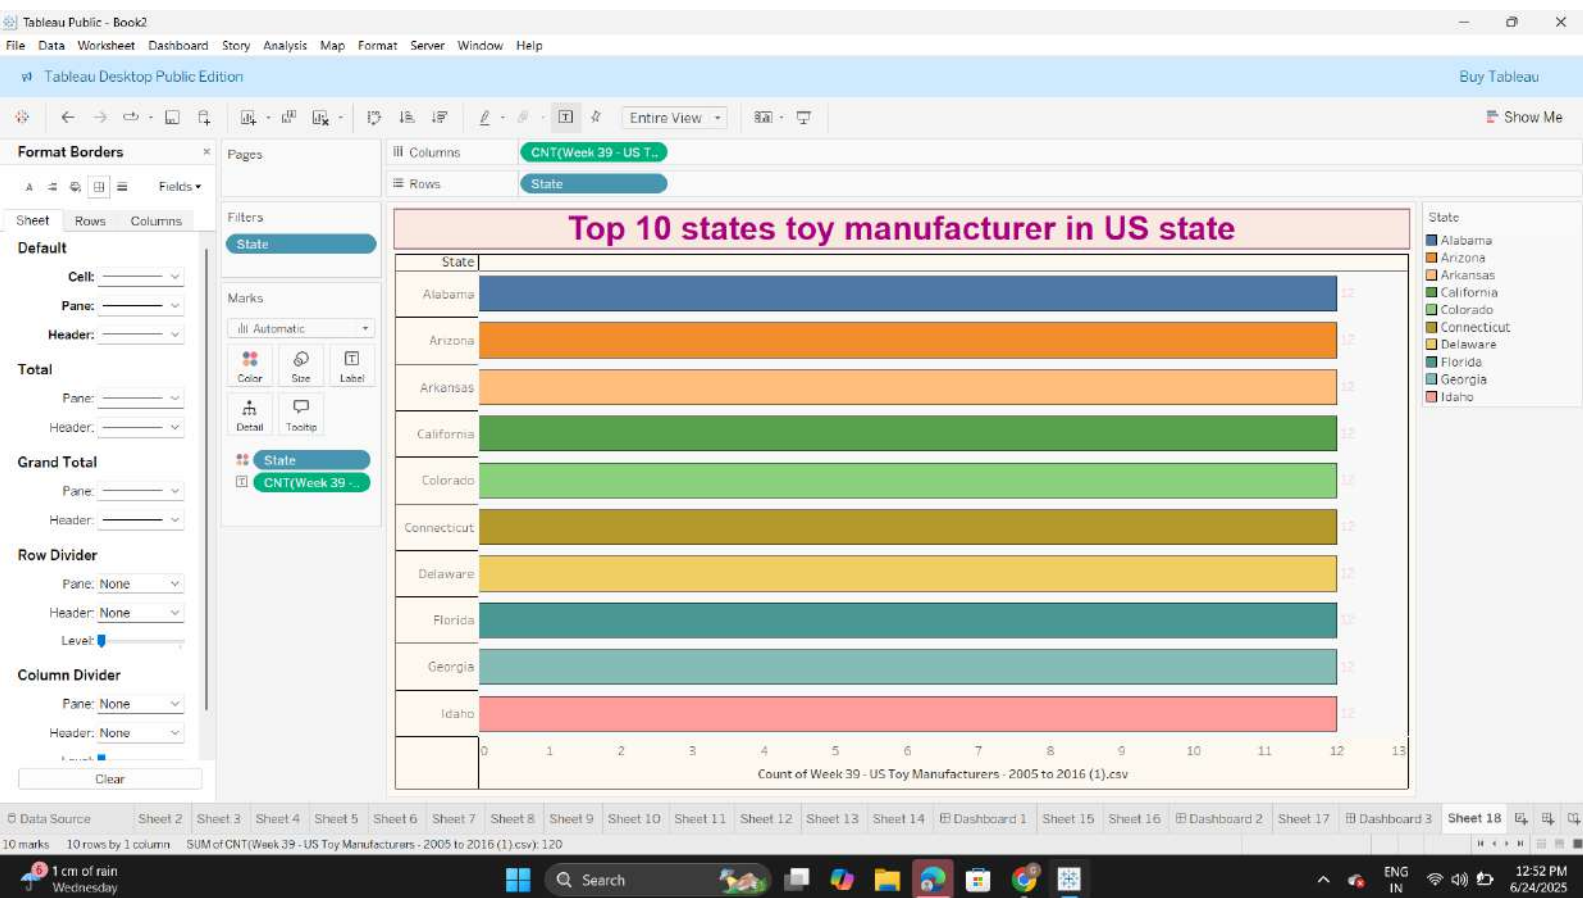 Tableau Public - Book2
File Data Worksheet Dashboard Story Analysis Map Format Server Window Help
Tableau Desktop Public Edition
Buy Tableau
Entire View
Show Me
Format Borders
Fields
Sheet Rows Columns
Default
Cell:
Pane:
Header:
Total
Pane:
Header:
Grand Total
Pane:
Header:
Row Divider
Pane: None
Header: None
Level:
Column Divider
Pane: None
Header: None
Clear
Pages
Filters
State
Marks
Automatic
Color Size Label
Detail Tooltip
State
CNT(Week 39 -..
Columns CNT(Week 39 - US T..
Rows State
Top 10 states toy manufacturer in US state
State
Alabama 12
Arizona 12
Arkansas 12
California 12
Colorado 12
Connecticut 12
Delaware 12
Florida 12
Georgia 12
Idaho 12
0 1 2 3 4 5 6 7 8 9 10 11 12 13
Count of Week 39 - US Toy Manufacturers - 2005 to 2016 (1).csv
State
Alabama
Arizona
Arkansas
California
Colorado
Connecticut
Delaware
Florida
Georgia
Idaho
Data Source Sheet 2 Sheet 3 Sheet 4 Sheet 5 Sheet 6 Sheet 7 Sheet 8 Sheet 9 Sheet 10 Sheet 11 Sheet 12 Sheet 13 Sheet 14 Dashboard 1 Sheet 15 Sheet 16 Dashboard 2 Sheet 17 Dashboard 3 Sheet 18
10 marks 10 rows by 1 column SUM of CNT(Week 39 - US Toy Manufacturers - 2005 to 2016 (1).csv): 120
6
1 cm of rain
Wednesday
Search
ENG
IN
12:52 PM
6/24/2025